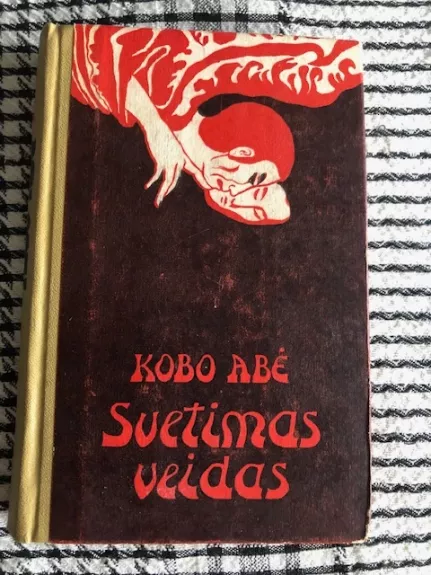 KOBO ABĖ
Svetimas
veidas